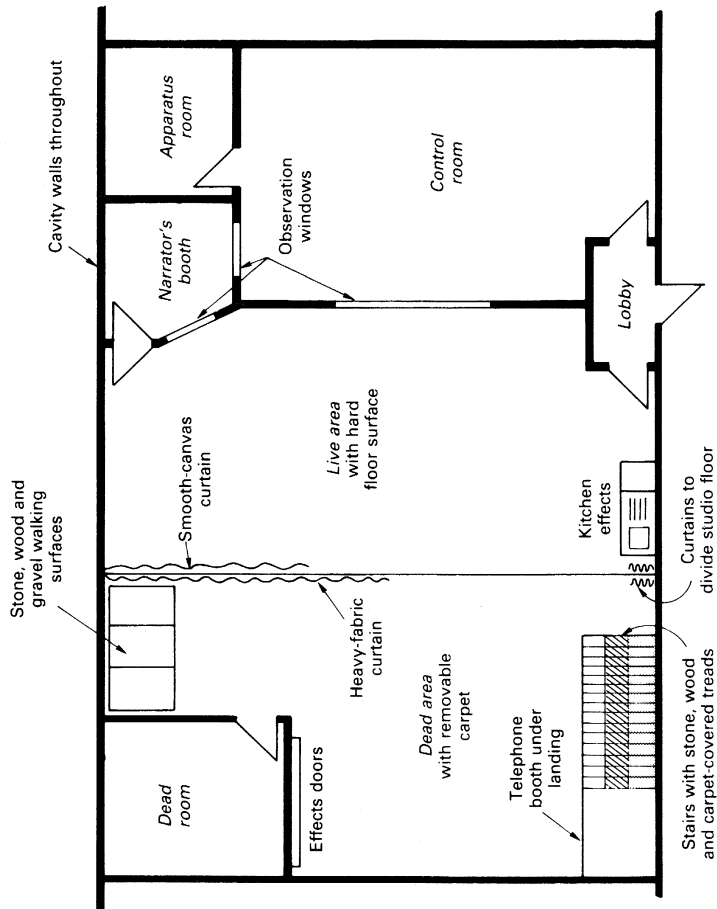 Cavity walls throughout
Apparatus
room
Narrator's
booth
Observation
windows
Control
room
Lobby
Stone, wood and
gravel walking
surfaces
Smooth-canvas
curtain
Live area
with hard
floor surface
Kitchen
effects
Curtains to
divide studio floor
Heavy-fabric
curtain
Dead area
with removable
carpet
Dead
room
Effects doors
Telephone
booth under
landing
Stairs with stone, wood
and carpet-covered treads